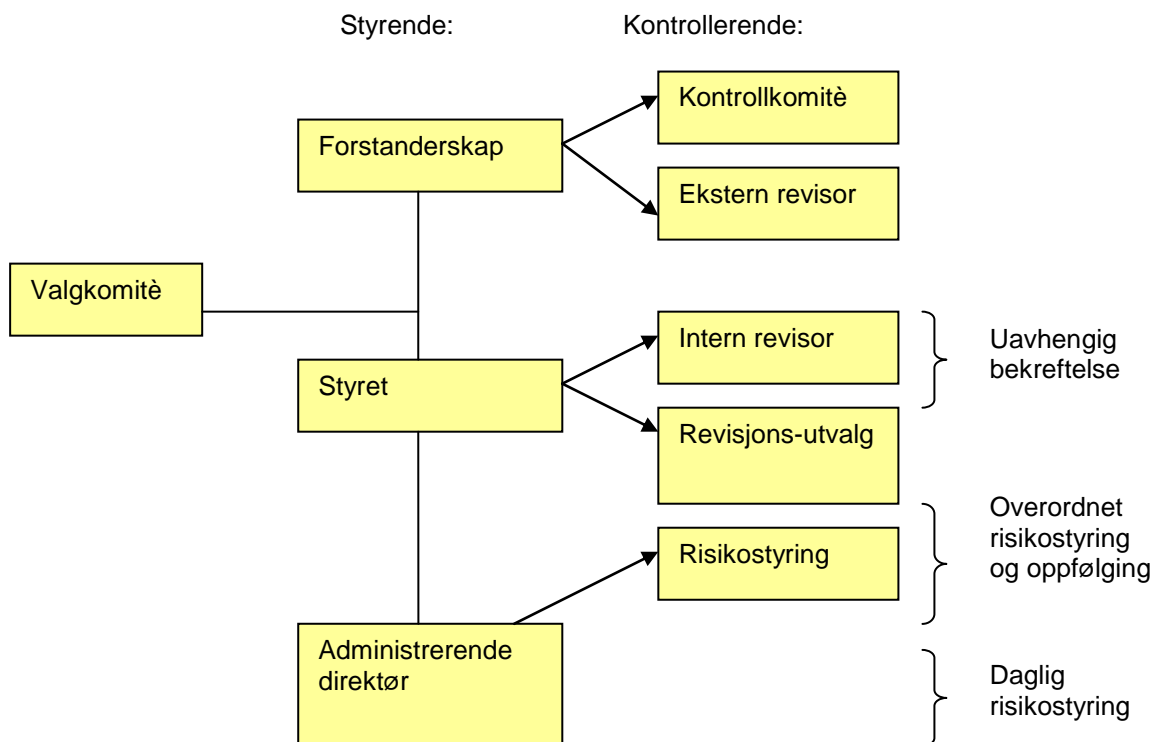 Styrende:
Kontrollerende:
Kontrollkomitè
Forstanderskap
Ekstern revisor
Valgkomitè
Intern revisor
Uavhengig
bekreftelse
Styret
Revisjons-utvalg
Overordnet
risikostyring
og oppfølging
Risikostyring
Administrerende
direktør
Daglig
risikostyring